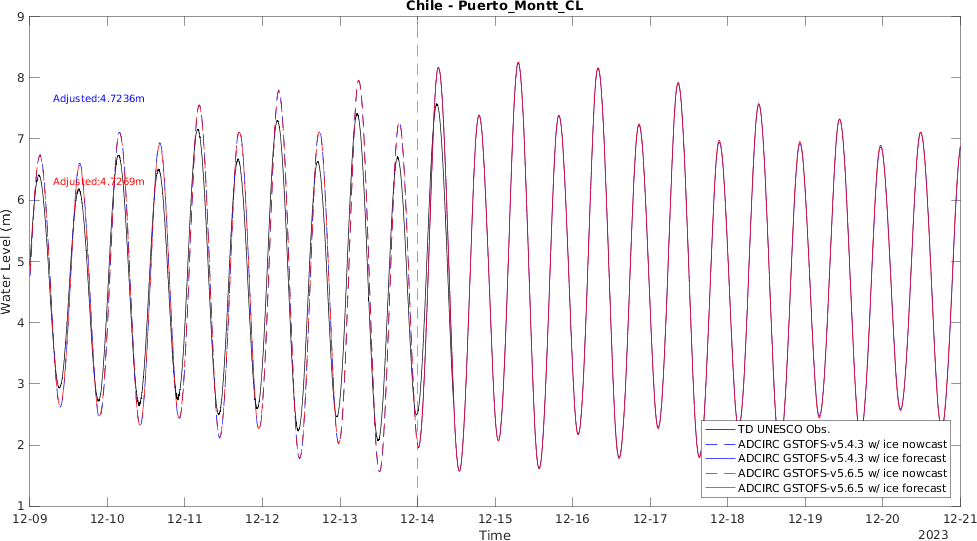 Chile - Puerto_Montt_CL
9
8
7
6
5
4
3
2
1
Water Level (m)
Adjusted:4.7236m
Adjusted:4.7269m
TD UNESCO Obs.
ADCIRC GSTOFS-v5.4.3 w/ ice nowcast
ADCIRC GSTOFS-v5.4.3 w/ ice forecast
ADCIRC GSTOFS-v5.6.5 w/ ice nowcast
ADCIRC GSTOFS-v5.6.5 w/ ice forecast
12-09 12-10 12-11 12-12 12-13 12-14 12-15 12-16 12-17 12-18 12-19 12-20 12-21
Time
2023